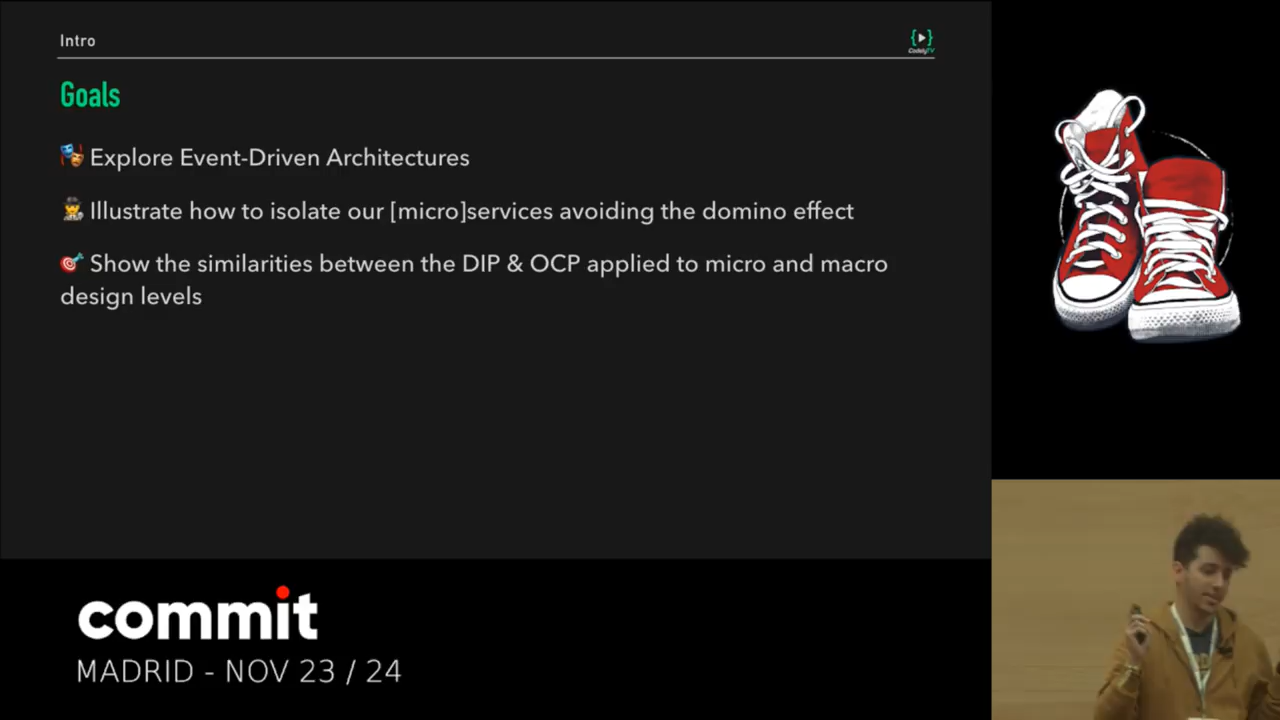 Intro
CodelyTV
Goals
🎭 Explore Event-Driven Architectures
🕵️ Illustrate how to isolate our [micro]services avoiding the domino effect
🎯 Show the similarities between the DIP & OCP applied to micro and macro
design levels
commit
MADRID - NOV 23 / 24